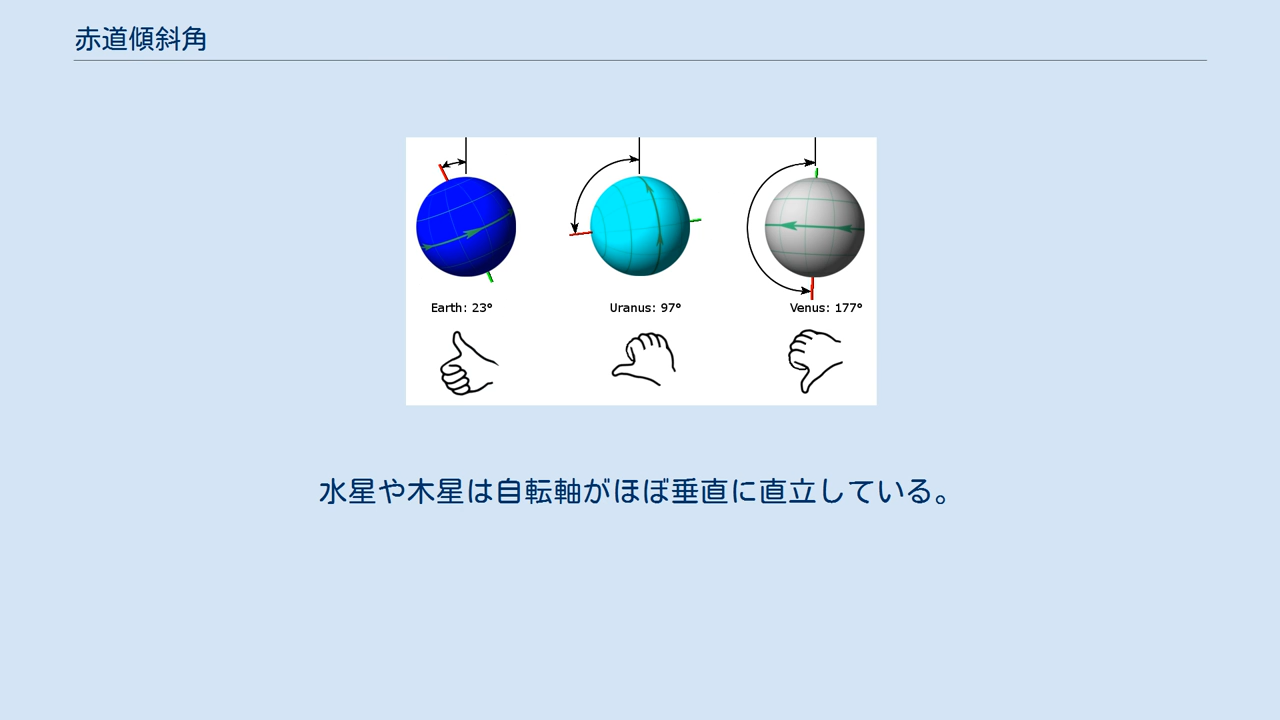 赤道傾斜角
Earth: 23°
Uranus: 97°
Venus: 177°
水星や木星は自転軸がほぼ垂直に直立している。